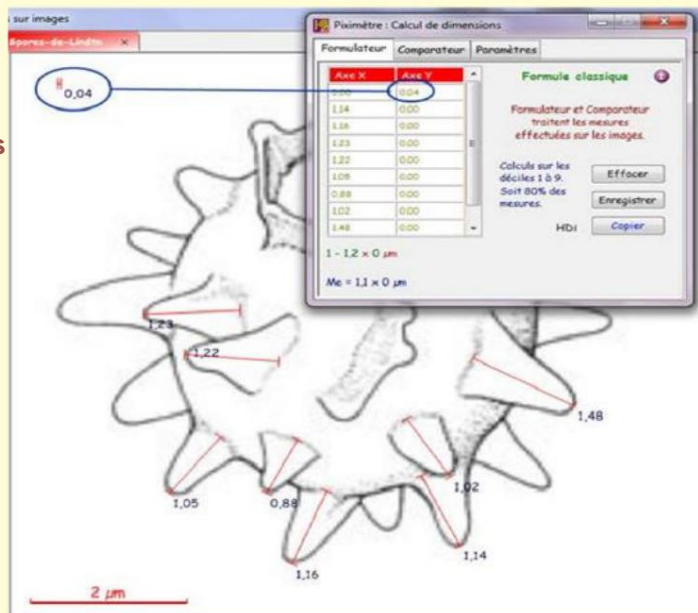 s sur images
Spores-de-Lindtn x
Piximètre : Calcul de dimensions
Formulateur Comparateur Paramètres
Axe X Axe Y
0,04
1,14 0,00
1,16 0,00
1,23 0,00
1,22 0,00
1,05 0,00
0,88 0,00
1,02 0,00
1,48 0,00
Formule classique
Formulateur et Comparateur
traitent les mesures
effectuées sur les images.
Calculs sur les
déciles 1 à 9.
Soit 80% des
mesures.
Effacer
Enregistrer
HDI Copier
1 - 1,2 x 0 µm
Me = 1,1 x 0 µm
0,04
s
1,23
1,22
1,48
1,05
0,88
1,02
1,16
1,14
2 µm